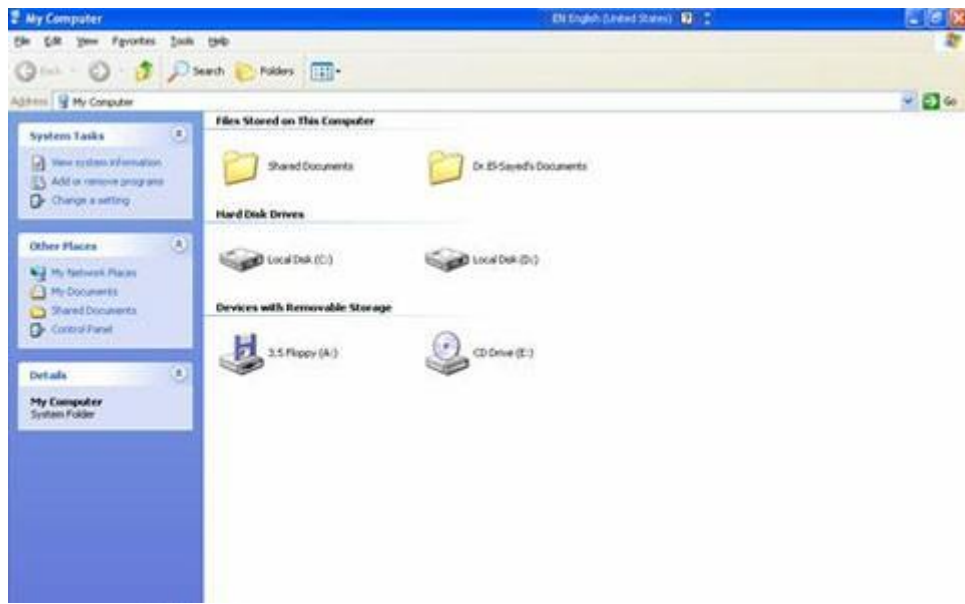 My Computer
EN English (United States)
File Edit View Favorites Tools Help
Back Search Folders
Address My Computer Go
System Tasks
View system information
Add or remove programs
Change a setting
Other Places
My Network Places
My Documents
Shared Documents
Control Panel
Details
My Computer
System Folder
Files Stored on This Computer
Shared Documents Dr.El-Sayed's Documents
Hard Disk Drives
Local Disk (C:) Local Disk (D:)
Devices with Removable Storage
3.5 Floppy (A:) CD Drive (E:)